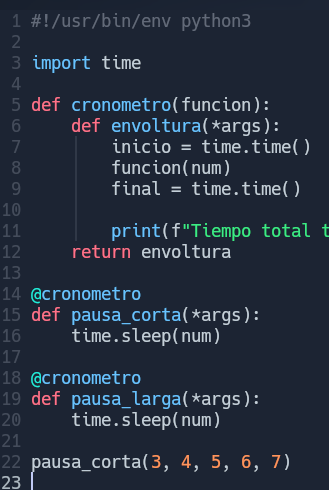 1 #!/usr/bin/env python3
2
3 import time
4
5 def cronometro(funcion):
6     def envoltura(*args):
7         inicio = time.time()
8         funcion(num)
9         final = time.time()
10
11         print(f"Tiempo total t
12     return envoltura
13
14 @cronometro
15 def pausa_corta(*args):
16     time.sleep(num)
17
18 @cronometro
19 def pausa_larga(*args):
20     time.sleep(num)
21
22 pausa_corta(3, 4, 5, 6, 7)
23